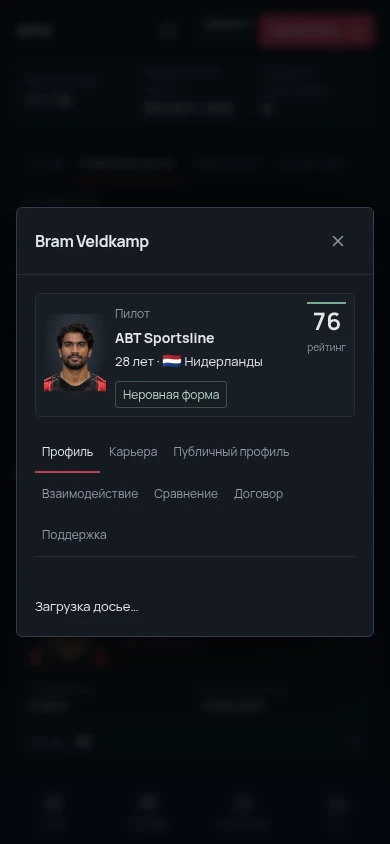 Bram Veldkamp
Пилот
ABT Sportsline
28 лет · 🇳🇱 Нидерланды
Неровная форма
76
рейтинг
Профиль Карьера Публичный профиль
Взаимодействие Сравнение Договор
Поддержка
Загрузка досье…